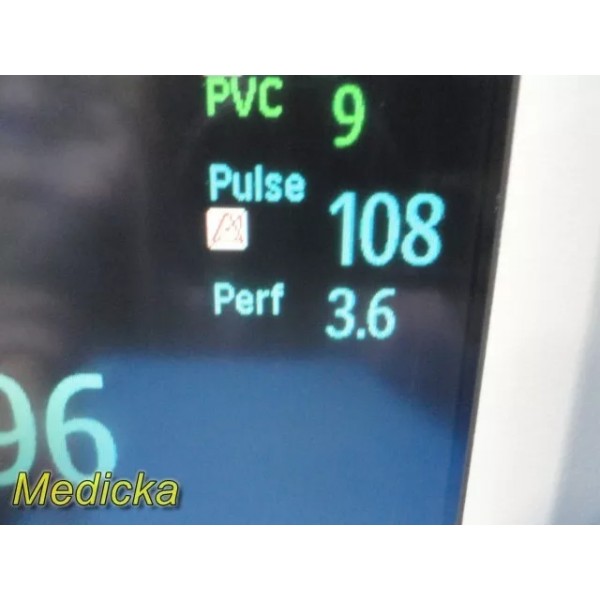 PVC 9
Pulse 108
Perf 3.6
96
Medicka